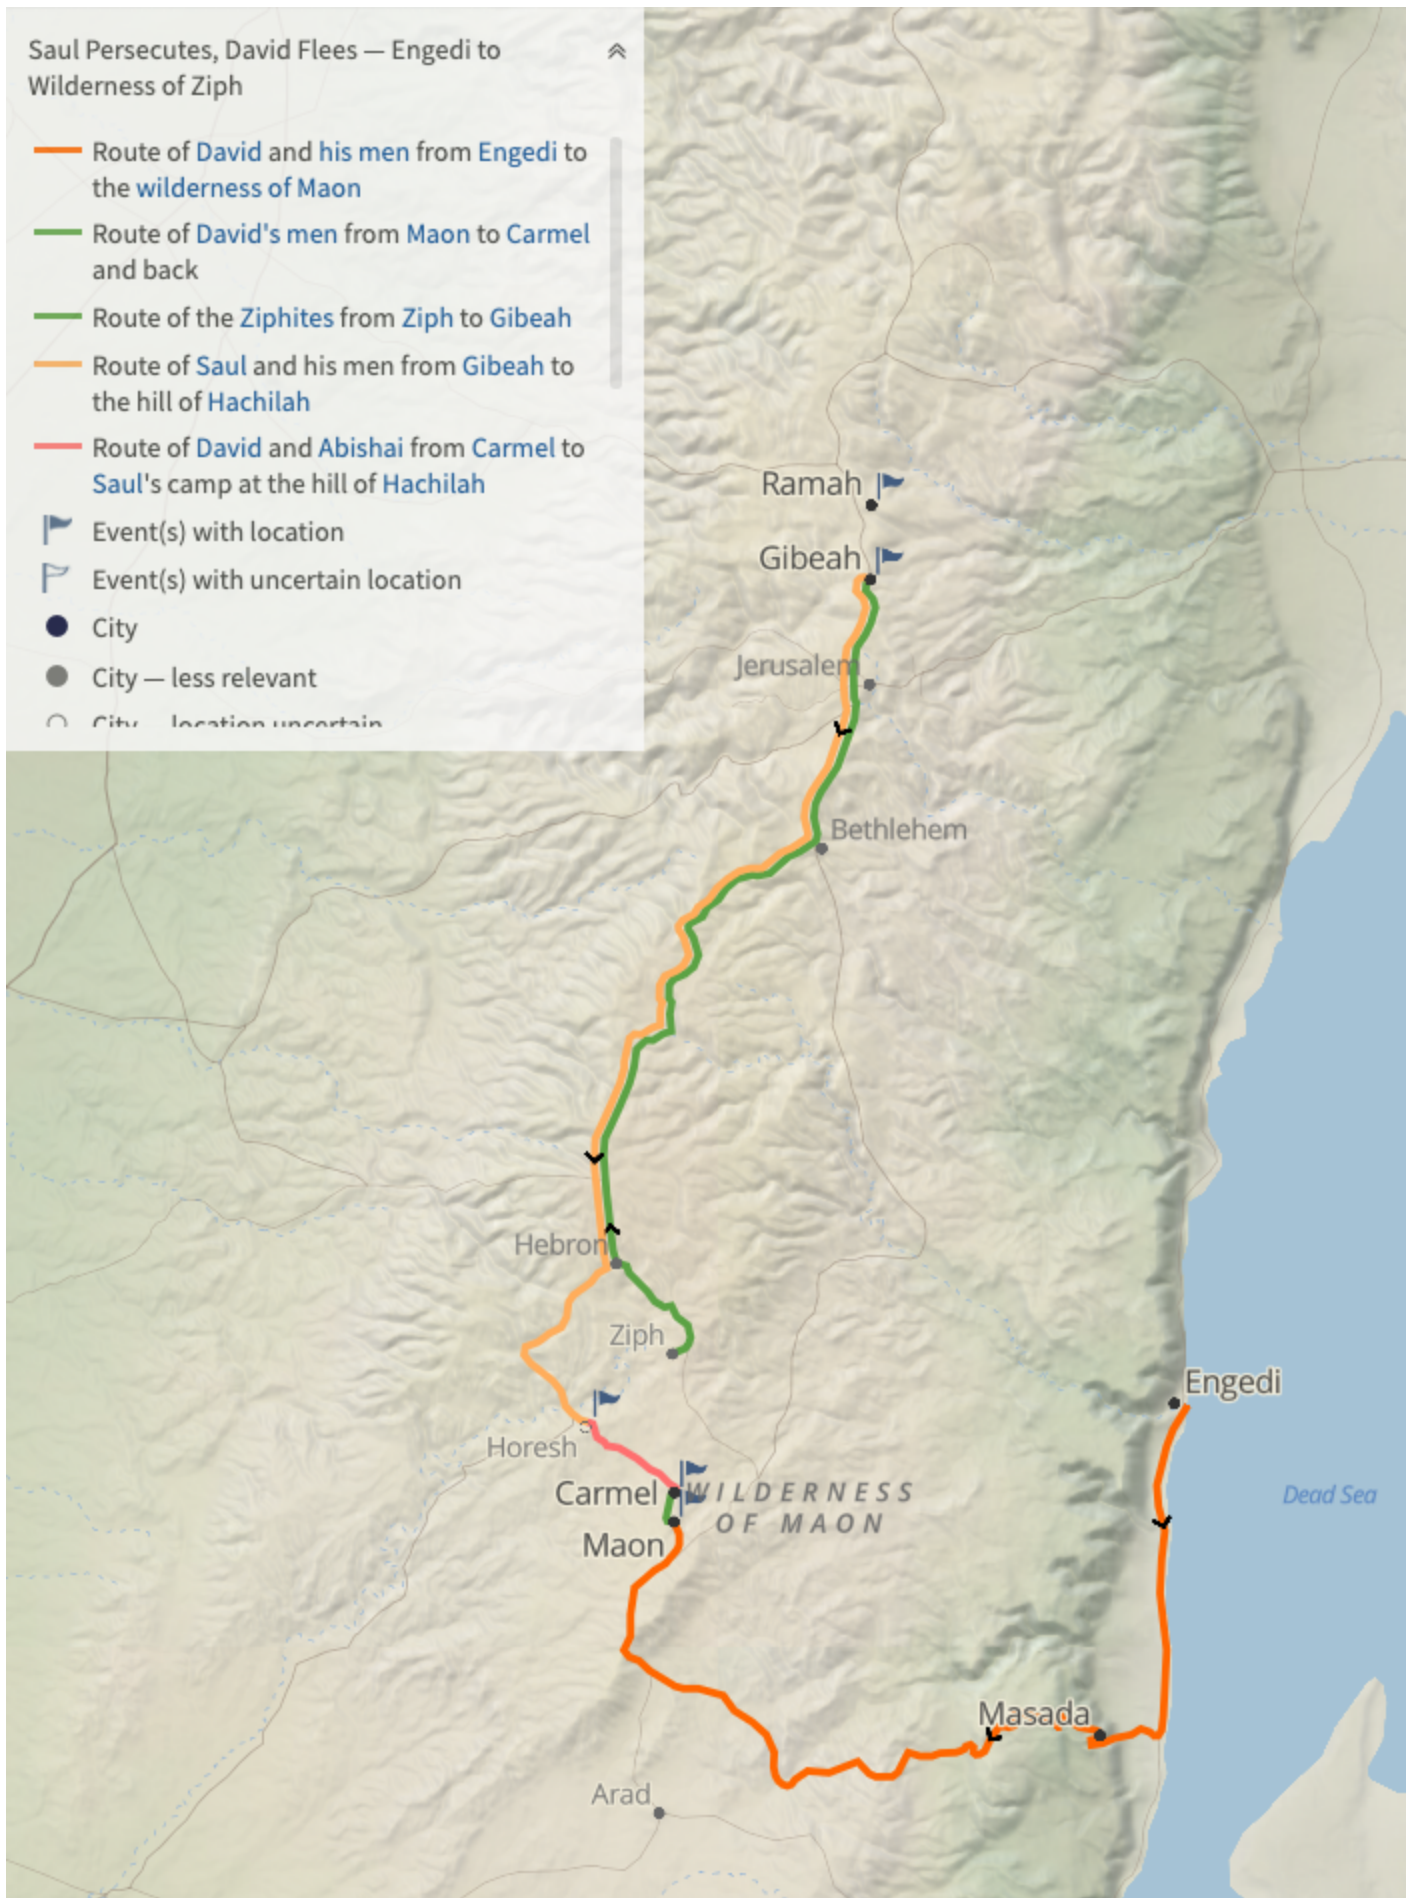 Saul Persecutes, David Flees — Engedi to
Wilderness of Ziph
Route of David and his men from Engedi to
the wilderness of Maon
Route of David's men from Maon to Carmel
and back
Route of the Ziphites from Ziph to Gibeah
Route of Saul and his men from Gibeah to
the hill of Hachilah
Route of David and Abishai from Carmel to
Saul's camp at the hill of Hachilah
Event(s) with location
Event(s) with uncertain location
City
City — less relevant
City — location uncertain
Ramah
Gibeah
Jerusalem
Bethlehem
Hebron
Ziph
Engedi
Horesh
Carmel
WILDERNESS
OF MAON
Dead Sea
Maon
Masada
Arad